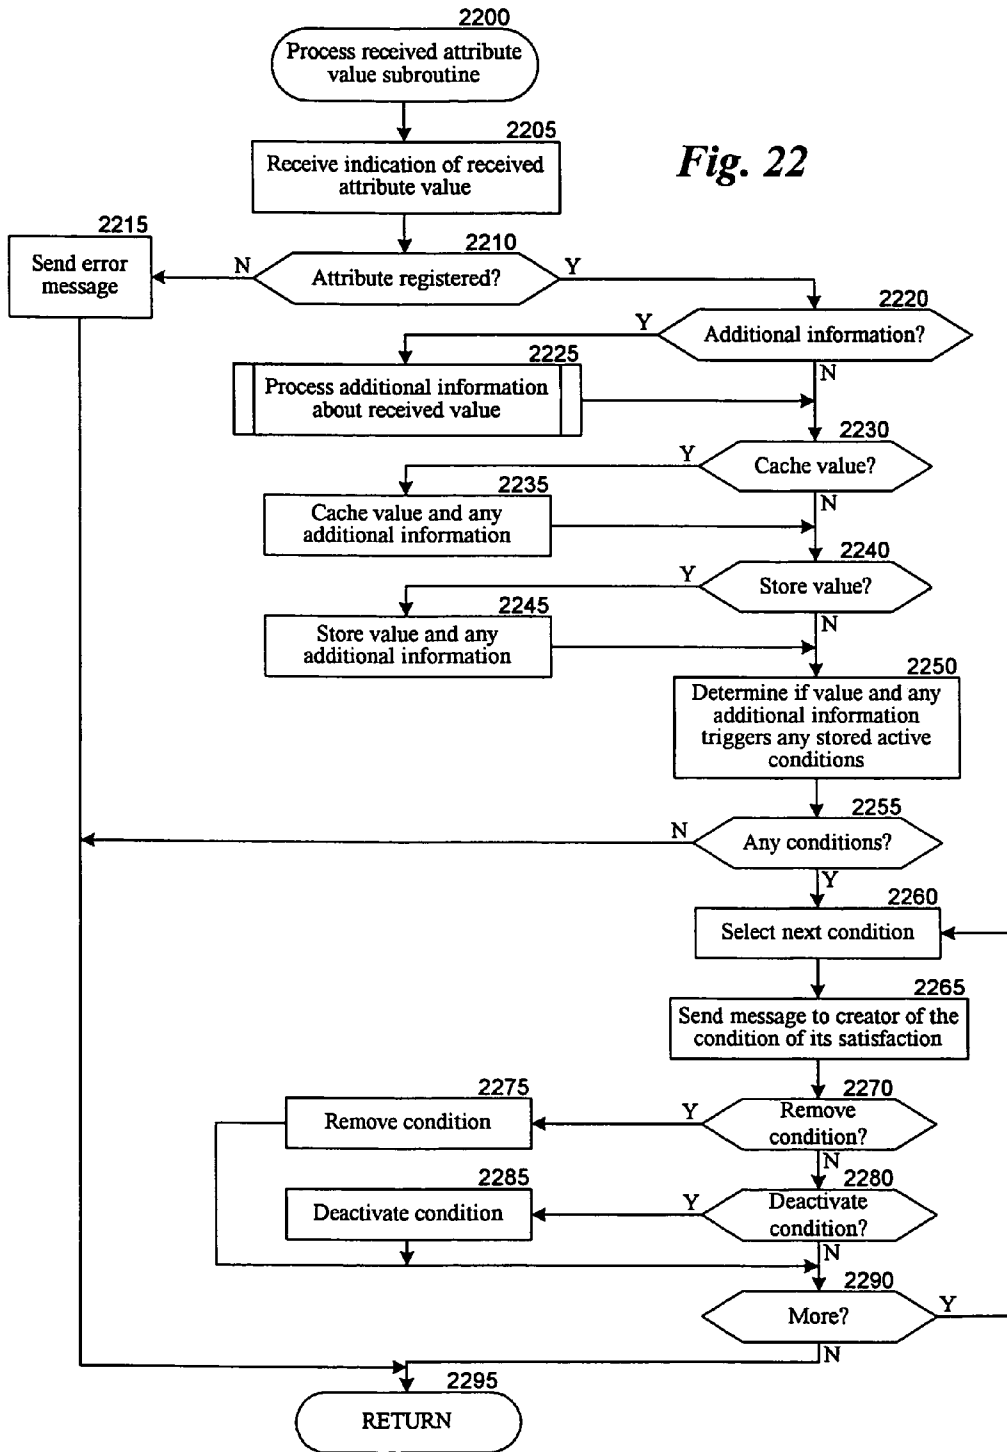 2200
Process received attribute
value subroutine
2205
Receive indication of received
attribute value
Fig. 22
2215
Send error
message
N
2210
Attribute registered?
Y
2220
Additional information?
Y
N
2225
Process additional information
about received value
2230
Cache value?
Y
N
2235
Cache value and any
additional information
2240
Store value?
Y
N
2245
Store value and any
additional information
2250
Determine if value and any
additional information
triggers any stored active
conditions
2255
Any conditions?
N
Y
2260
Select next condition
2265
Send message to creator of the
condition of its satisfaction
2270
Remove
condition?
Y
N
2275
Remove condition
2280
Deactivate
condition?
Y
N
2285
Deactivate condition
2290
More?
Y
N
2295
RETURN